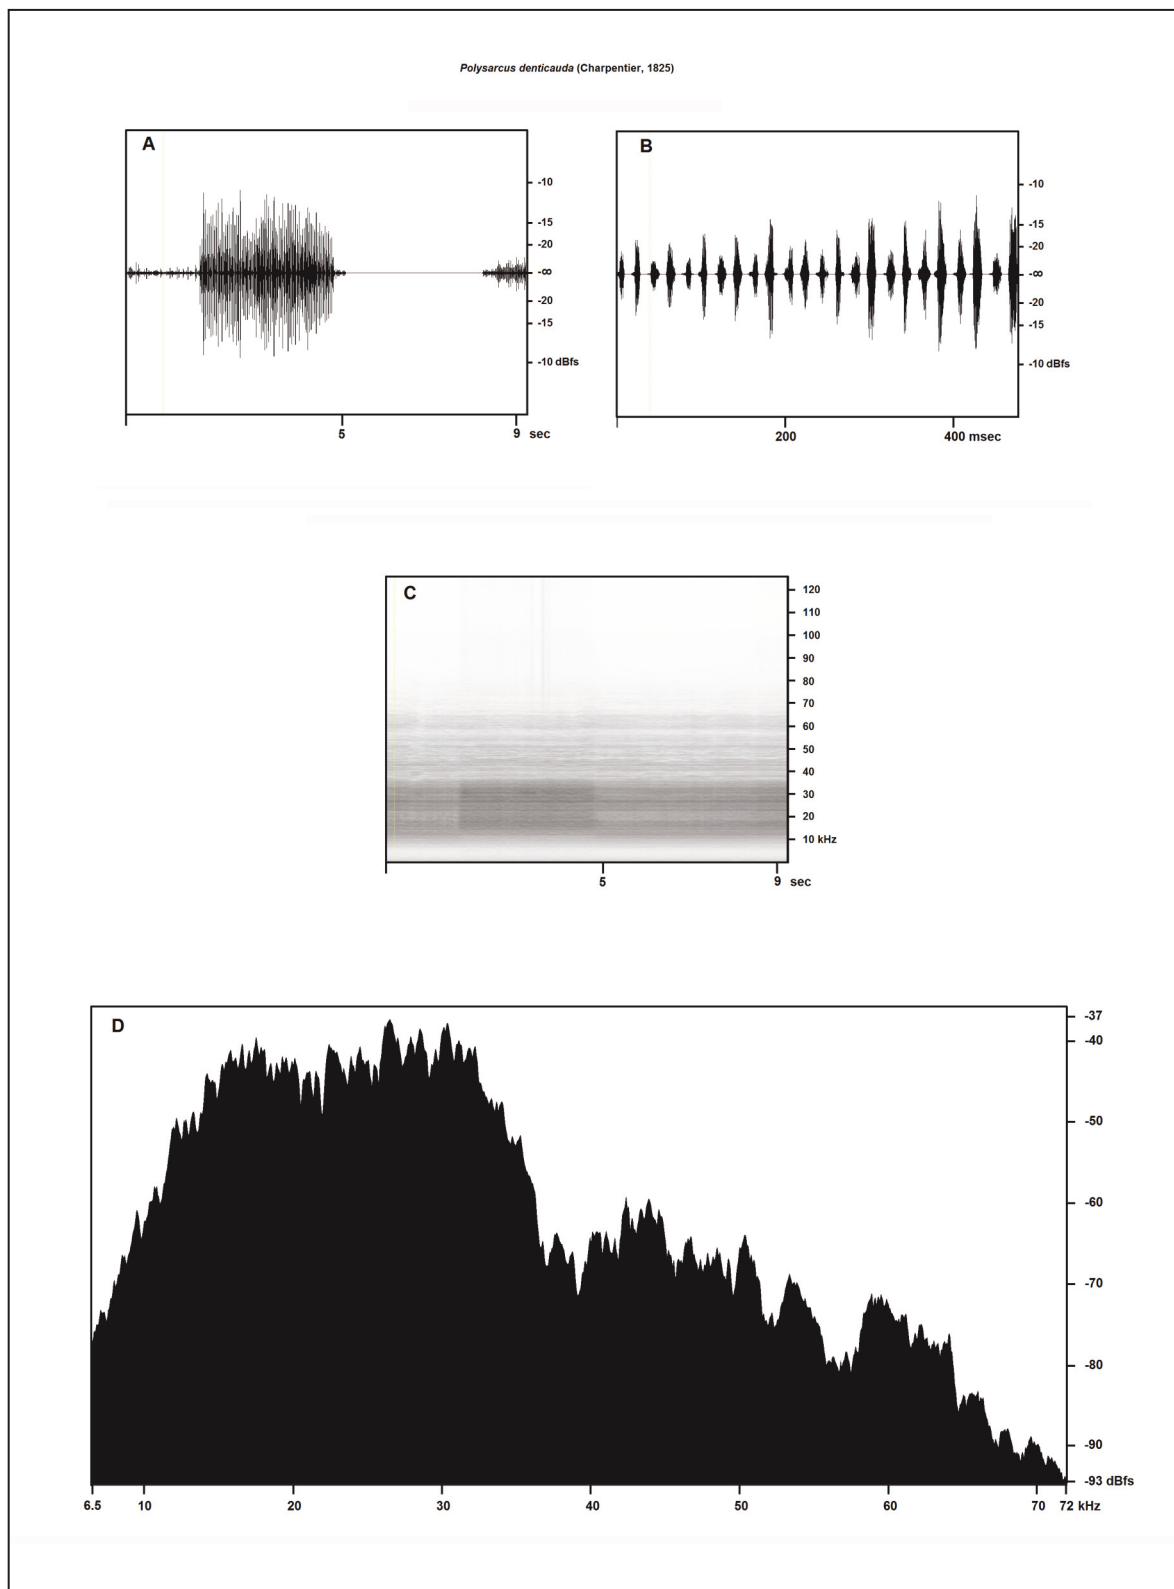 Polysarcus denticauda (Charpentier, 1825)
A
-10
-15
-20
-∞
-20
-15
-10 dBfs
5
9 sec
B
-10
-15
-20
-∞
-20
-15
-10 dBfs
200
400 msec
C
120
110
100
90
80
70
60
50
40
30
20
10 kHz
5
9 sec
D
-37
-40
-50
-60
-70
-80
-90
-93 dBfs
6.5 10 20 30 40 50 60 70 72 kHz